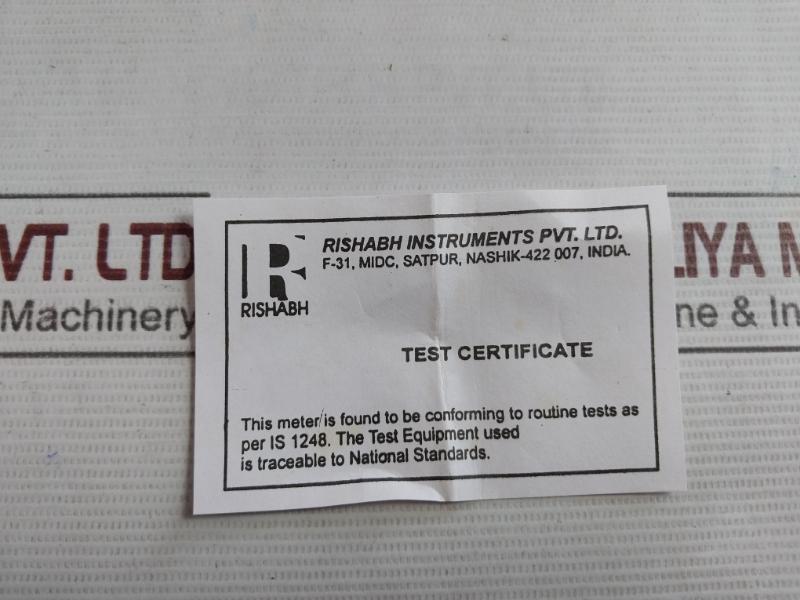 VT. LTD
LIYA M
Machinery
ne & In
RISHABH
RISHABH INSTRUMENTS PVT. LTD.
F-31, MIDC, SATPUR, NASHIK-422 007, INDIA.
TEST CERTIFICATE
This meter is found to be conforming to routine tests as
per IS 1248. The Test Equipment used
is traceable to National Standards.